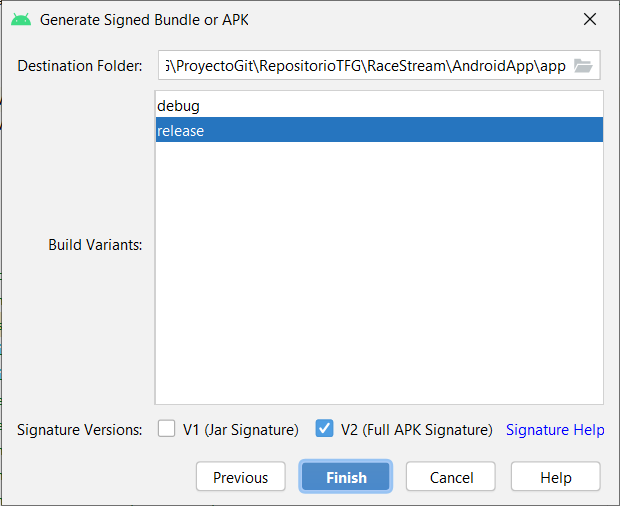 Generate Signed Bundle or APK
Destination Folder: G\ProyectoGit\RepositorioTFG\RaceStream\AndroidApp\app
debug
release
Build Variants:
Signature Versions: V1 (Jar Signature) V2 (Full APK Signature) Signature Help
Previous Finish Cancel Help